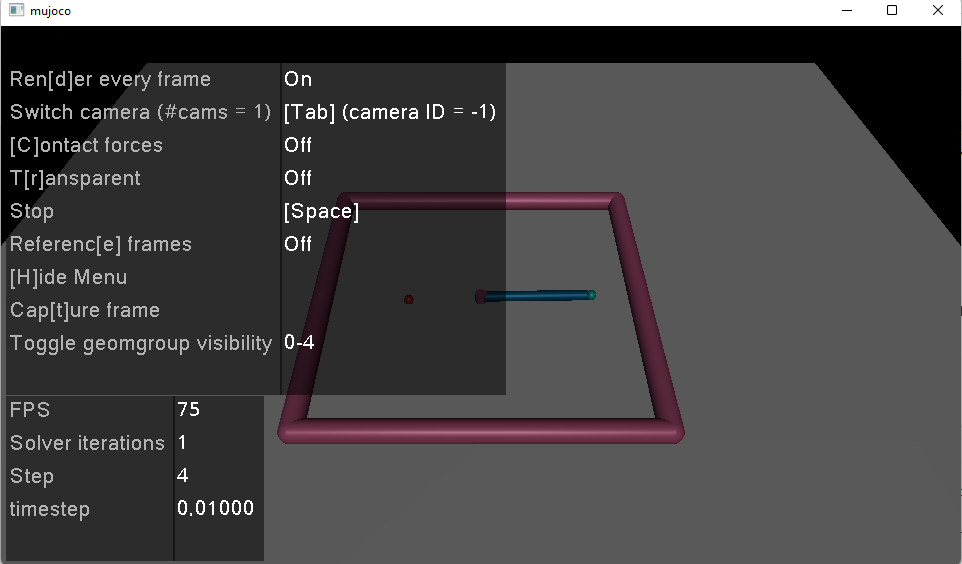 mujoco
Ren[d]er every frame On
Switch camera (#cams = 1) [Tab] (camera ID = -1)
[C]ontact forces Off
T[r]ansparent Off
Stop [Space]
Referenc[e] frames Off
[H]ide Menu
Cap[t]ure frame
Toggle geomgroup visibility 0-4
FPS 75
Solver iterations 1
Step 4
timestep 0.01000